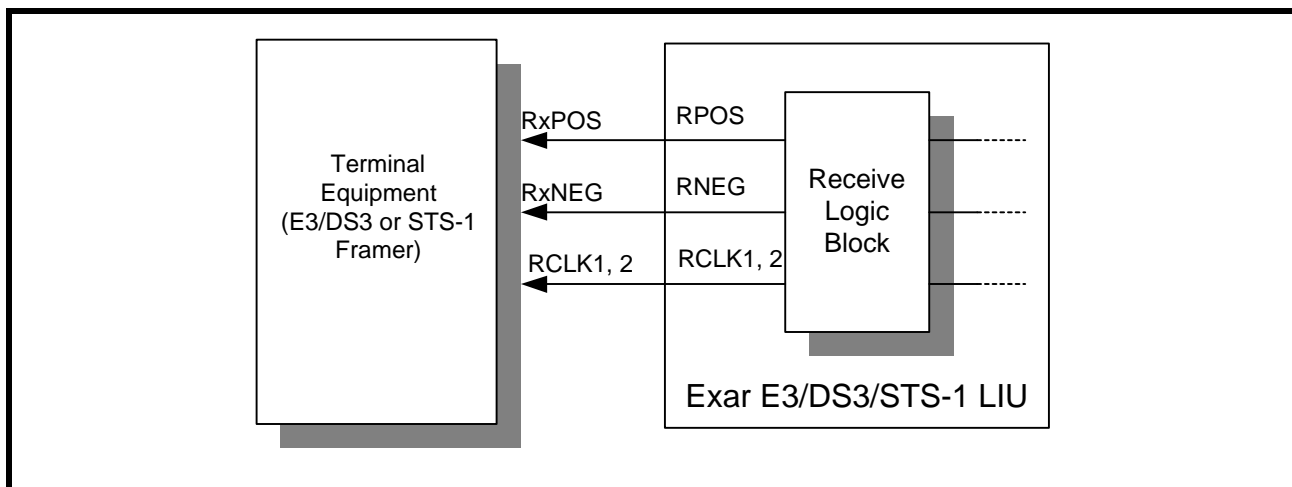 Terminal
Equipment
(E3/DS3 or STS-1
Framer)
RxPOS
RxNEG
RCLK1, 2
RPOS
RNEG
RCLK1, 2
Receive
Logic
Block
Exar E3/DS3/STS-1 LIU